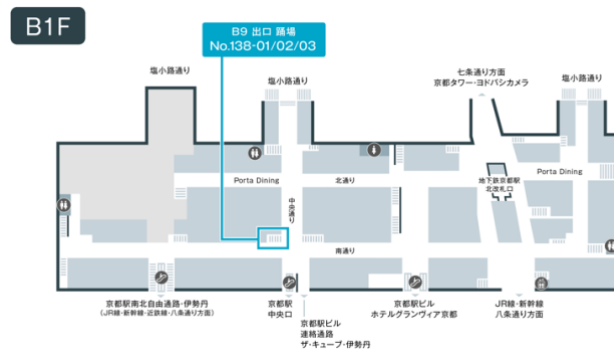 B1F
B9 出口 踊場
No.138-01/02/03
塩小路通り
塩小路通り
七条通り方面
京都タワー・ヨドバシカメラ
塩小路通り
Porta Dining
北通り
地下鉄京都駅
北改札口
Porta Dining
中央通り
南通り
京都駅南北自由通路・伊勢丹
(JR線・新幹線・近鉄線・八条通り方面)
京都駅
中央口
京都駅ビル
連絡通路
ザ・キューブ・伊勢丹
京都駅ビル
ホテルグランヴィア京都
JR線・新幹線
八条通り方面